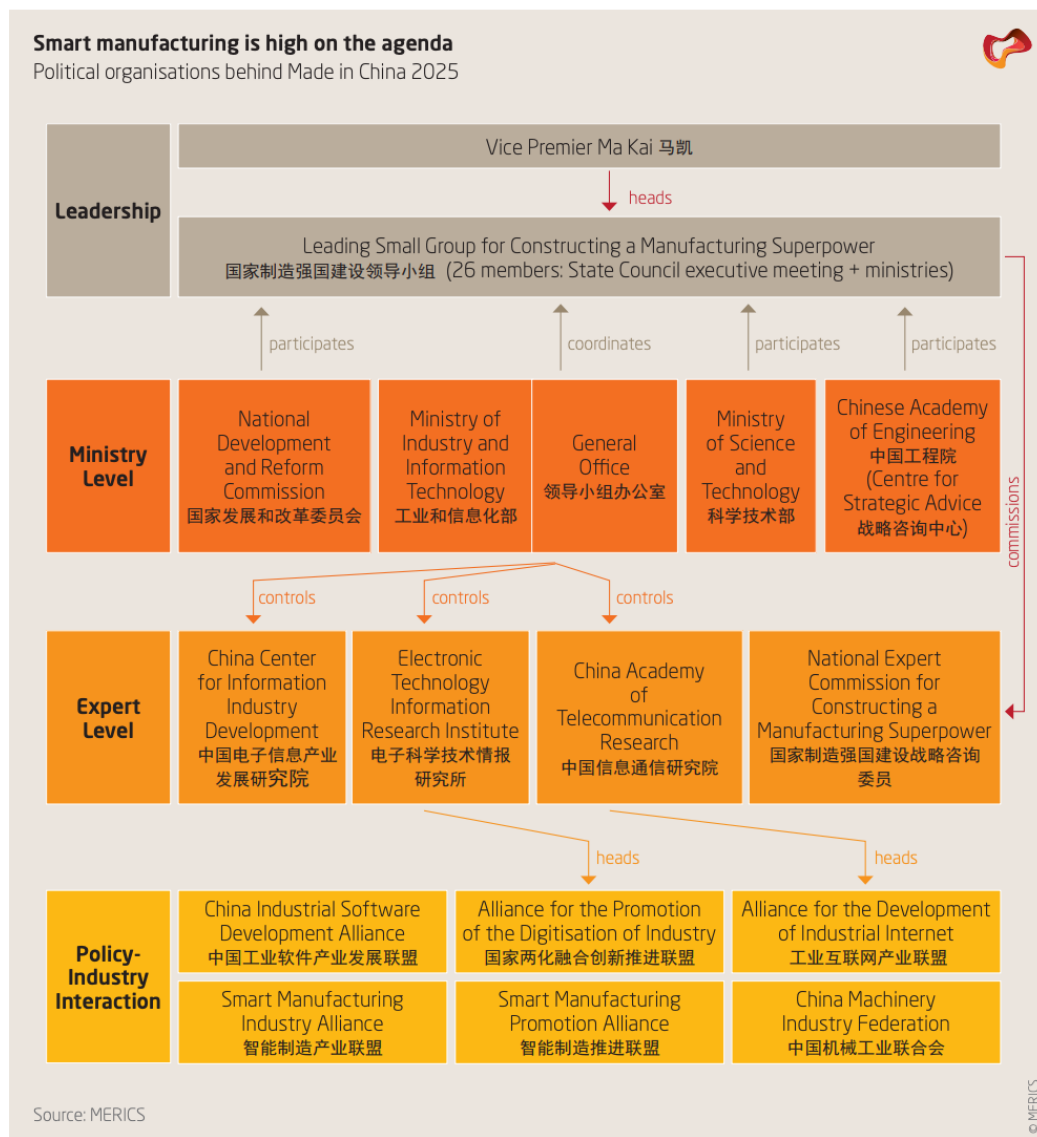 Smart manufacturing is high on the agenda
Political organisations behind Made in China 2025
Leadership
Vice Premier Ma Kai 马凯
heads
Leading Small Group for Constructing a Manufacturing Superpower
国家制造强国建设领导小组 (26 members: State Council executive meeting + ministries)
participates
coordinates
participates
participates
commissions
Ministry
Level
National
Development
and Reform
Commission
国家发展和改革委员会
Ministry of
Industry and
Information
Technology
工业和信息化部
General
Office
领导小组办公室
Ministry
of Science
and
Technology
科学技术部
Chinese Academy
of Engineering
中国工程院
(Centre for
Strategic Advice
战略咨询中心)
controls
controls
controls
Expert
Level
China Center
for Information
Industry
Development
中国电子信息产业
发展研究院
Electronic
Technology
Information
Research Institute
电子科学技术情报
研究所
China Academy
of
Telecommunication
Research
中国信息通信研究院
National Expert
Commission for
Constructing a
Manufacturing Superpower
国家制造强国建设战略咨询
委员
heads
heads
Policy-
Industry
Interaction
China Industrial Software
Development Alliance
中国工业软件产业发展联盟
Alliance for the Promotion
of the Digitisation of Industry
国家两化融合创新推进联盟
Alliance for the Development
of Industrial Internet
工业互联网产业联盟
Smart Manufacturing
Industry Alliance
智能制造产业联盟
Smart Manufacturing
Promotion Alliance
智能制造推进联盟
China Machinery
Industry Federation
中国机械工业联合会
Source: MERICS
© MERICS